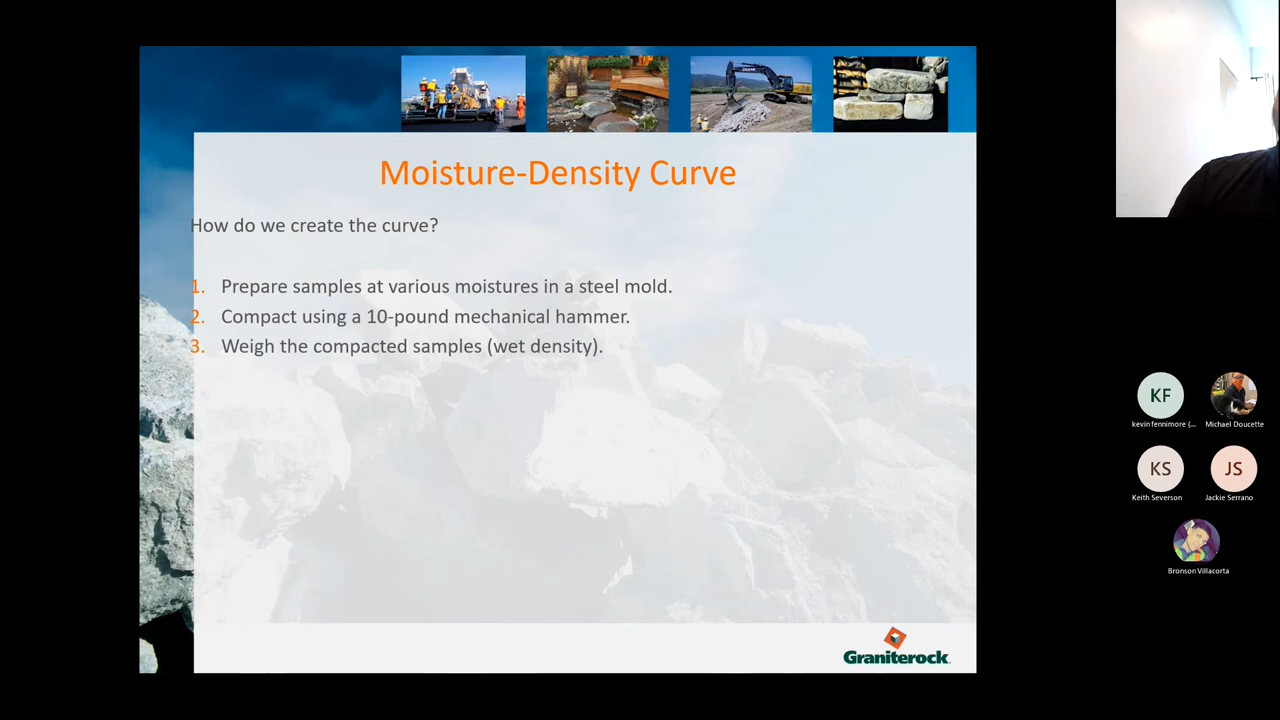 Moisture-Density Curve
How do we create the curve?
1. Prepare samples at various moistures in a steel mold.
2. Compact using a 10-pound mechanical hammer.
3. Weigh the compacted samples (wet density).
Graniterock
KF
kevin fennimore (...
Michael Doucette
KS
Keith Severson
JS
Jackie Serrano
Bronson Villacorta